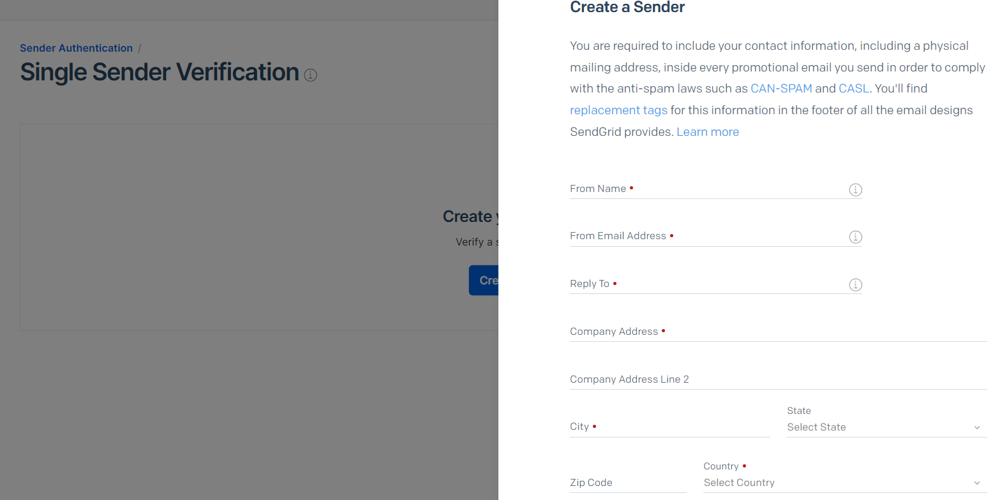 Sender Authentication /
Single Sender Verification
Create
Verify a
Cre
Create a Sender
You are required to include your contact information, including a physical
mailing address, inside every promotional email you send in order to comply
with the anti-spam laws such as CAN-SPAM and CASL. You'll find
replacement tags for this information in the footer of all the email designs
SendGrid provides. Learn more
From Name •
From Email Address •
Reply To •
Company Address •
Company Address Line 2
State
City •
Select State
Country •
Zip Code
Select Country